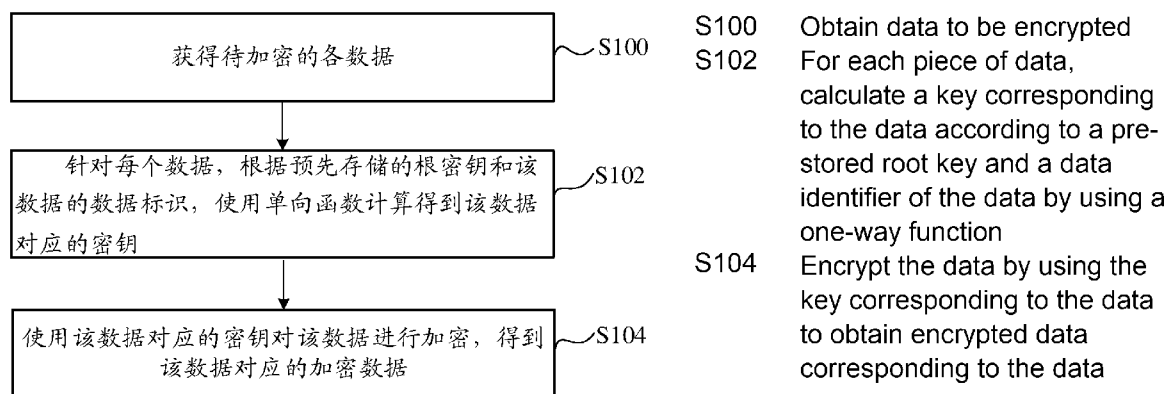 获得待加密的各数据
S100
针对每个数据，根据预先存储的根密钥和该
数据的数据标识，使用单向函数计算得到该数据
对应的密钥
S102
使用该数据对应的密钥对该数据进行加密，得到
该数据对应的加密数据
S104
S100 Obtain data to be encrypted
S102 For each piece of data,
calculate a key corresponding
to the data according to a pre-
stored root key and a data
identifier of the data by using a
one-way function
S104 Encrypt the data by using the
key corresponding to the data
to obtain encrypted data
corresponding to the data